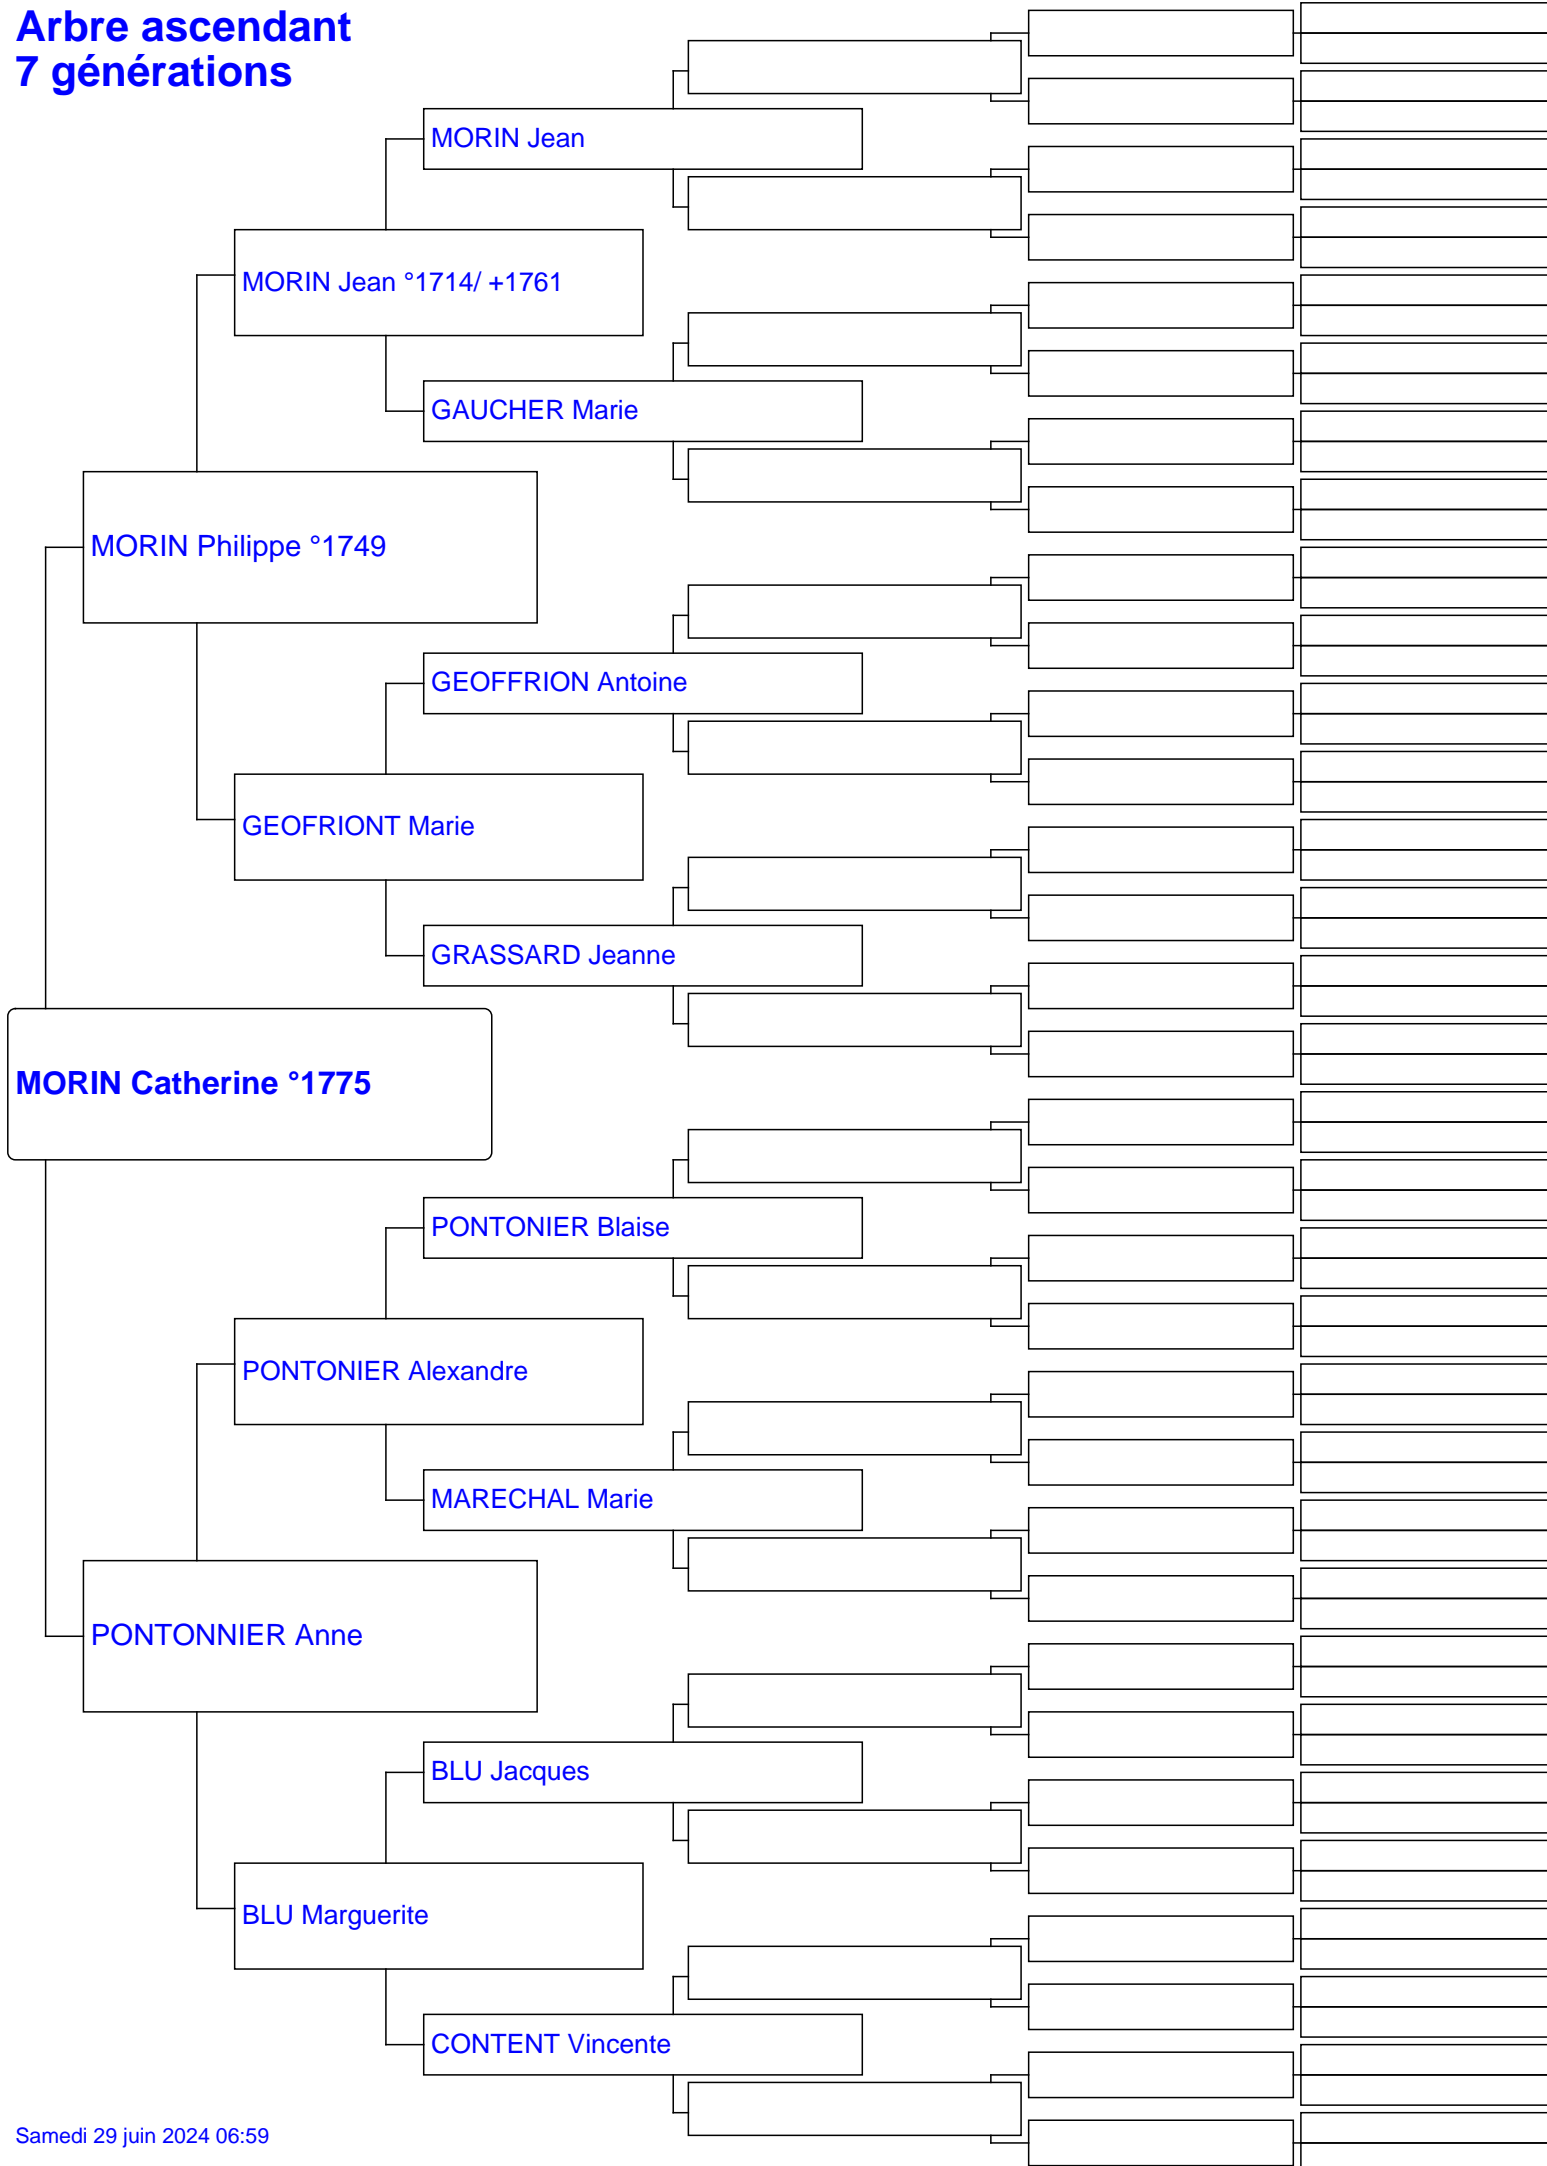 Arbre ascendant
7 générations
MORIN Jean
MORIN Jean °1714/ +1761
GAUCHER Marie
MORIN Philippe °1749
GEOFFRION Antoine
GEOFRIONT Marie
GRASSARD Jeanne
MORIN Catherine °1775
PONTONIER Blaise
PONTONIER Alexandre
MARECHAL Marie
PONTONNIER Anne
BLU Jacques
BLU Marguerite
CONTENT Vincente
Samedi 29 juin 2024 06:59